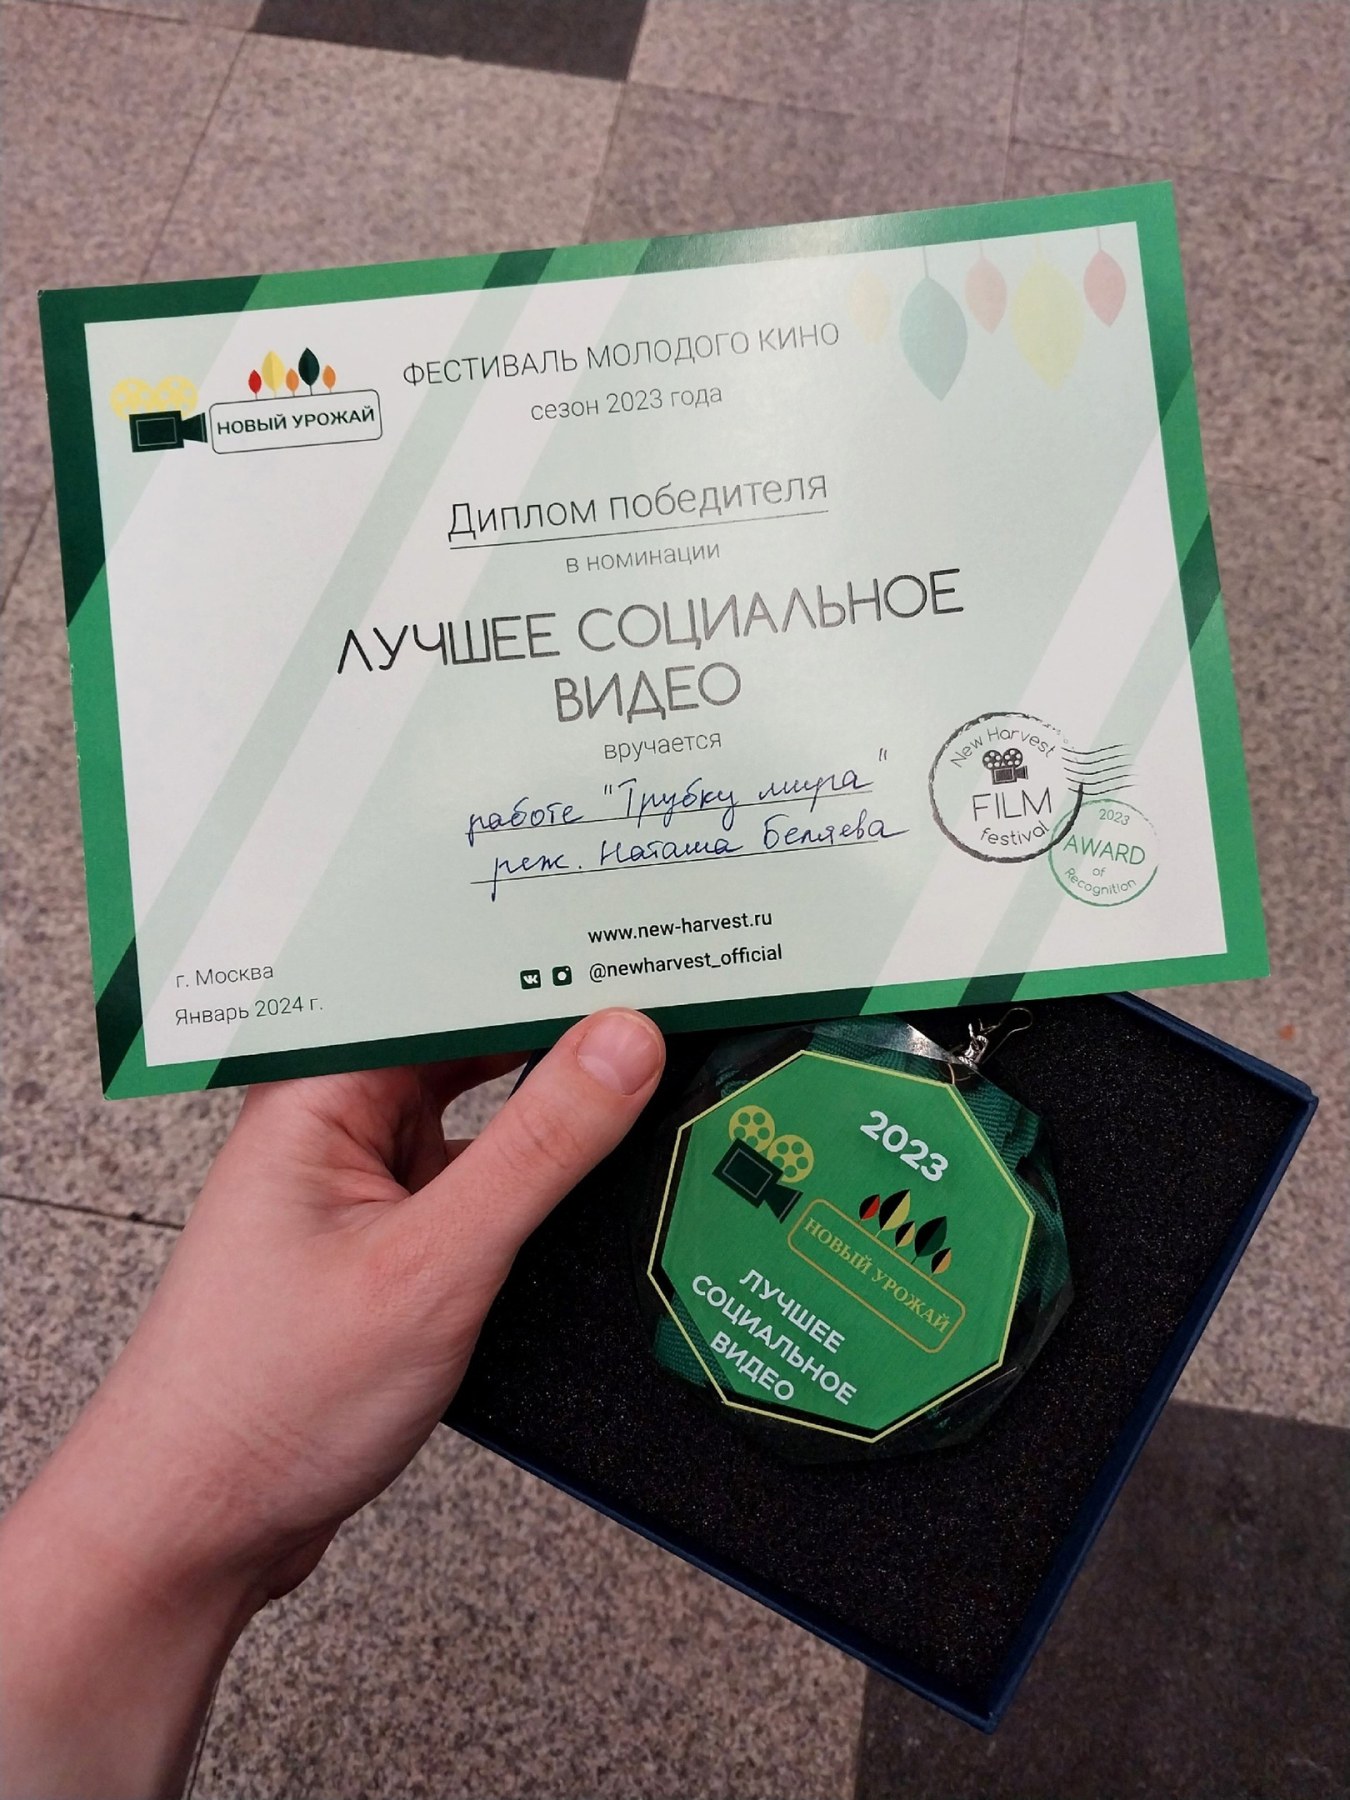 НОВЫЙ УРОЖАЙ
ФЕСТИВАЛЬ МОЛОДОГО КИНО
сезон 2023 года
Диплом победителя
в номинации
ЛУЧШЕЕ СОЦИАЛЬНОЕ
ВИДЕО
вручается
работе "Трубку мира"
реж. Наташа Беляева
New Harvest
FILM
festival
2023
AWARD
of
Recognition
www.new-harvest.ru
@newharvest_official
г. Москва
Январь 2024 г.
2023
НОВЫЙ УРОЖАЙ
ЛУЧШЕЕ
СОЦИАЛЬНОЕ
ВИДЕО